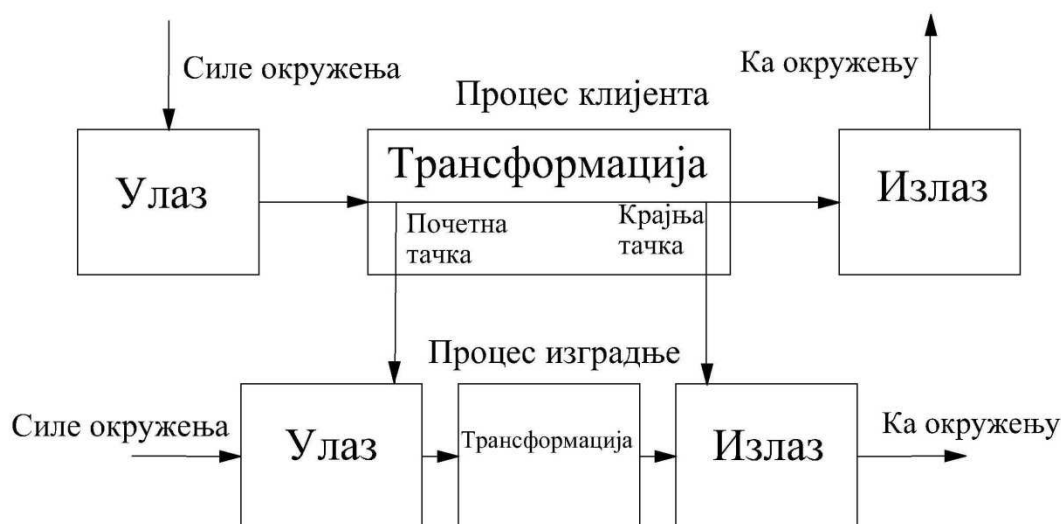 Силе окружења
Ка окружењу
Процес клијента
Улаз
Трансформација
Излаз
Почетна
тачка
Крајња
тачка
Процес изградње
Силе окружења
Улаз
Трансформација
Излаз
Ка окружењу